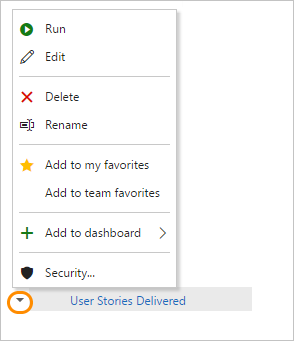 Run
Edit
Delete
Rename
Add to my favorites
Add to team favorites
Add to dashboard
Security...
User Stories Delivered